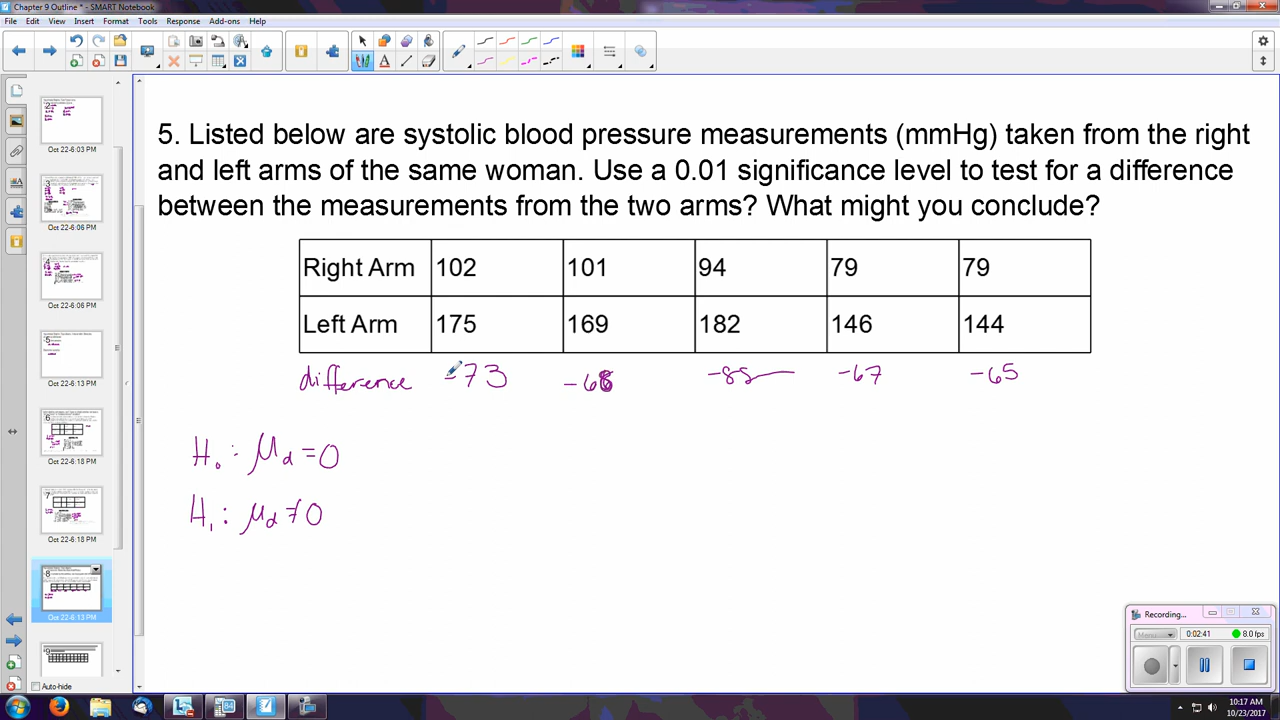 Chapter 9 Outline * - SMART Notebook
File Edit View Insert Format Tools Response Add-ons Help
Oct 22-6:03 PM
Oct 22-6:06 PM
Oct 22-6:06 PM
Oct 22-6:13 PM
Oct 22-6:18 PM
Oct 22-6:18 PM
Oct 22-6:13 PM
Auto-hide
5. Listed below are systolic blood pressure measurements (mmHg) taken from the right
and left arms of the same woman. Use a 0.01 significance level to test for a difference
between the measurements from the two arms? What might you conclude?
Right Arm 102 101 94 79 79
Left Arm 175 169 182 146 144
difference -73 -68 -88 -67 -65
H₀ : μd = 0
H₁ : μd ≠ 0
Recording...
Menu
0:02:41 8.0 fps
10:17 AM
10/23/2017